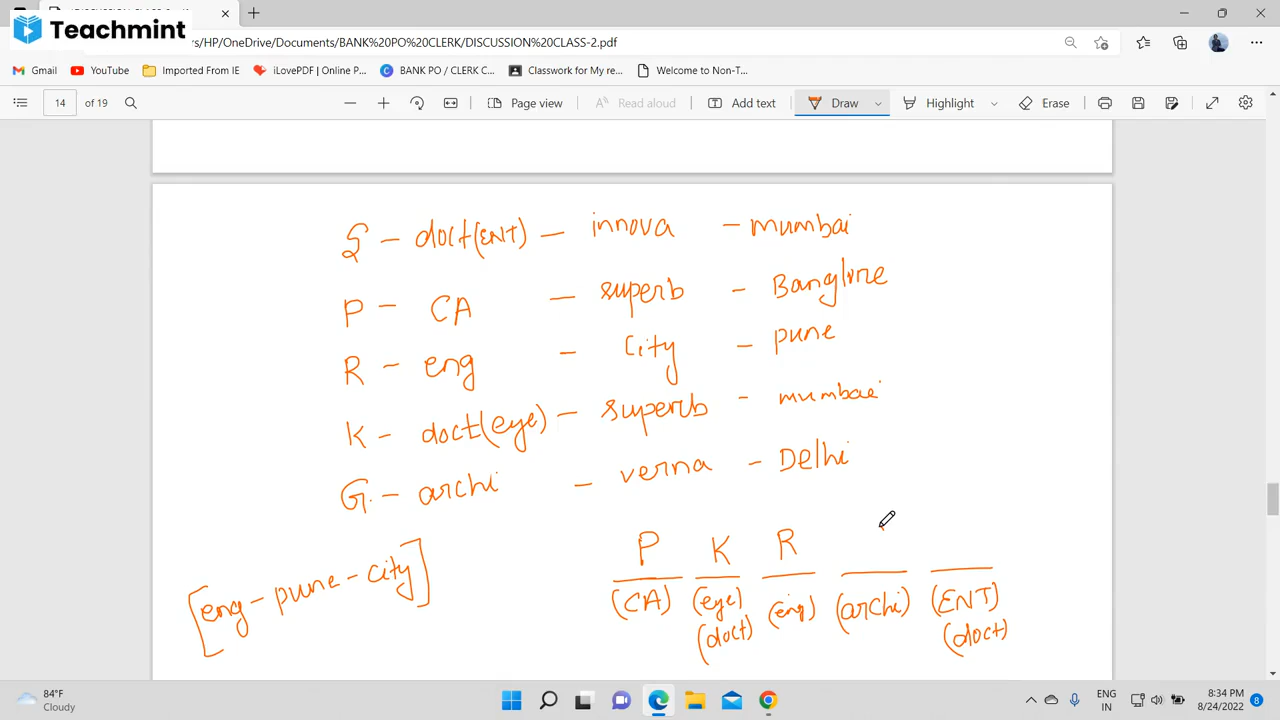 Teachmint
s/HP/OneDrive/Documents/BANK%20PO%20CLERK/DISCUSSION%20CLASS-2.pdf
Gmail YouTube Imported From IE iLovePDF | Online P... BANK PO / CLERK C... Classwork for My re... Welcome to Non-T...
14 of 19 Page view Read aloud Add text Draw Highlight Erase
doct(ENT) - innova - mumbai
P - CA - superb - Banglore
R - eng - City - pune
K - doct(eye) - superb - mumbai
G - archi - verna - Delhi
P K R
[eng - pune - city]
(CA) (eye) (eng) (archi) (ENT)
(doct) (doct)
84°F
Cloudy
ENG
IN
8:34 PM
8/24/2022
8